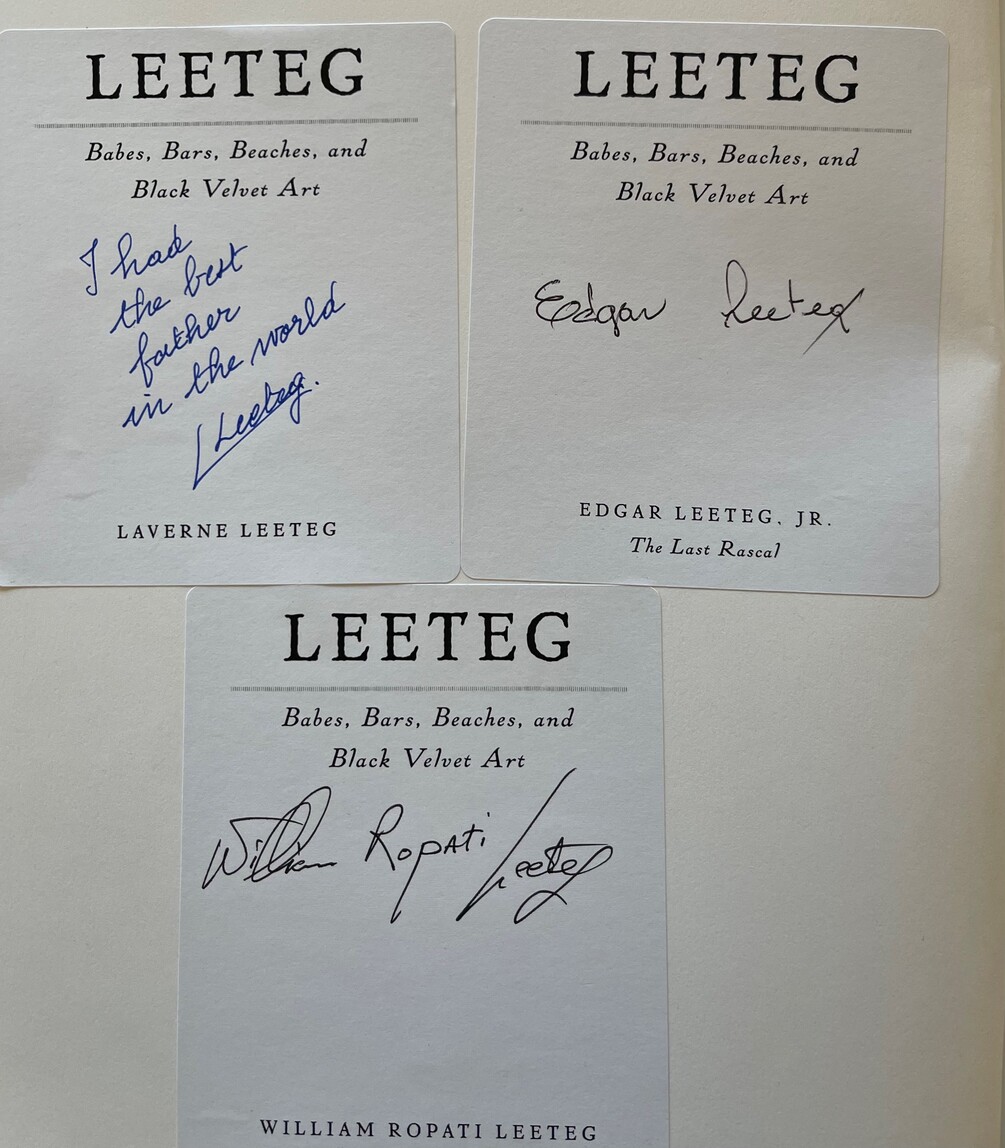 LEETEG
Babes, Bars, Beaches, and
Black Velvet Art
I had
the best
father
in the world
LLeeteg.
LAVERNE LEETEG
LEETEG
Babes, Bars, Beaches, and
Black Velvet Art
Edgar Leeteg
EDGAR LEETEG, JR.
The Last Rascal
LEETEG
Babes, Bars, Beaches, and
Black Velvet Art
William Ropati Leeteg
WILLIAM ROPATI LEETEG